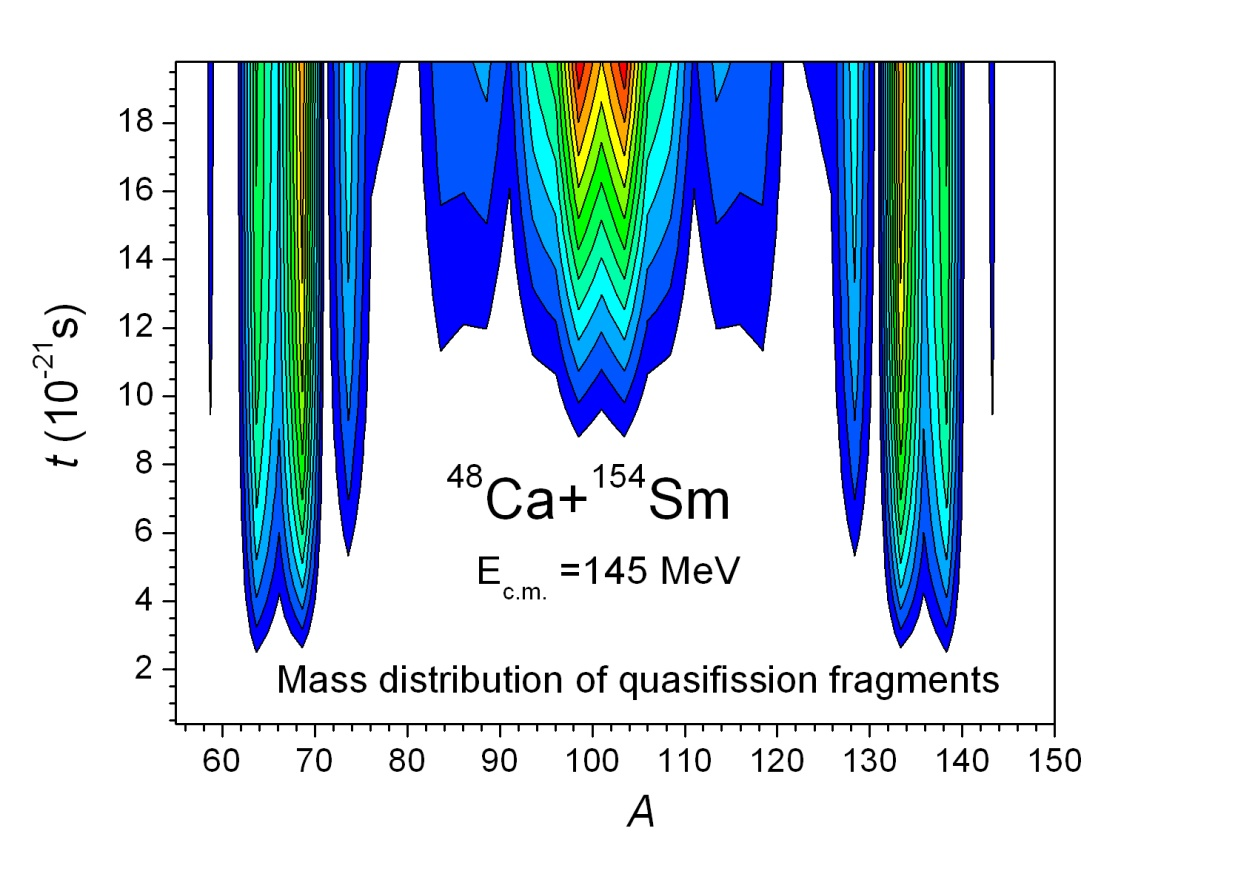 18
16
14
12
10
8
6
4
2
t (10⁻²¹s)
⁴⁸Ca+¹⁵⁴Sm
E_c.m. =145 MeV
Mass distribution of quasifission fragments
60 70 80 90 100 110 120 130 140 150
A